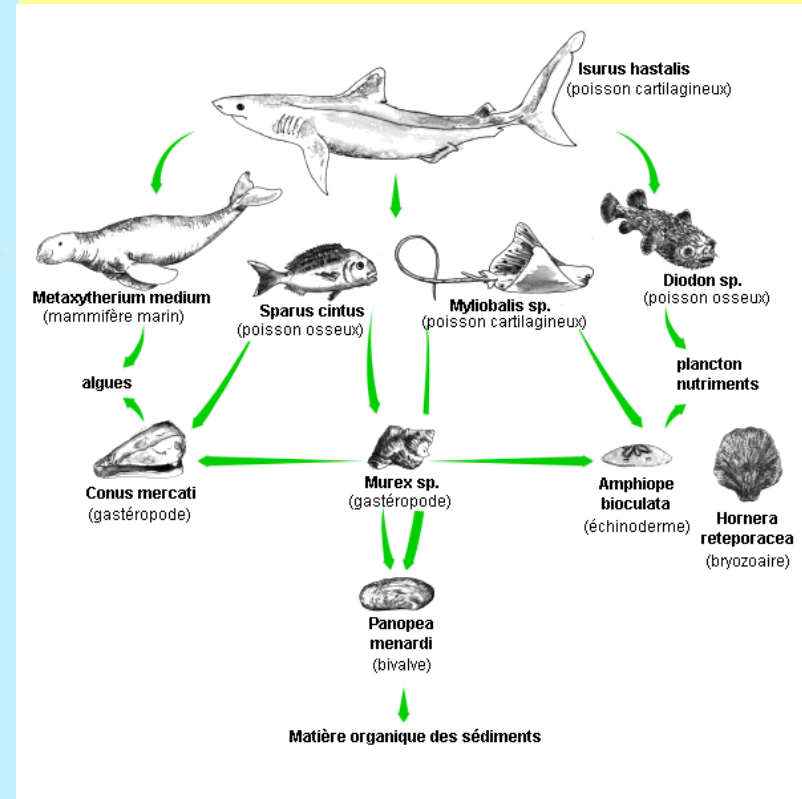 Isurus hastalis
(poisson cartilagineux)
Metaxytherium medium
(mammifère marin)
Sparus cintus
(poisson osseux)
Myliobalis sp.
(poisson cartilagineux)
Diodon sp.
(poisson osseux)
algues
plancton
nutriments
Conus mercati
(gastéropode)
Murex sp.
(gastéropode)
Amphiope
bioculata
(échinoderme)
Hornera
reteporacea
(bryozoaire)
Panopea
menardi
(bivalve)
Matière organique des sédiments